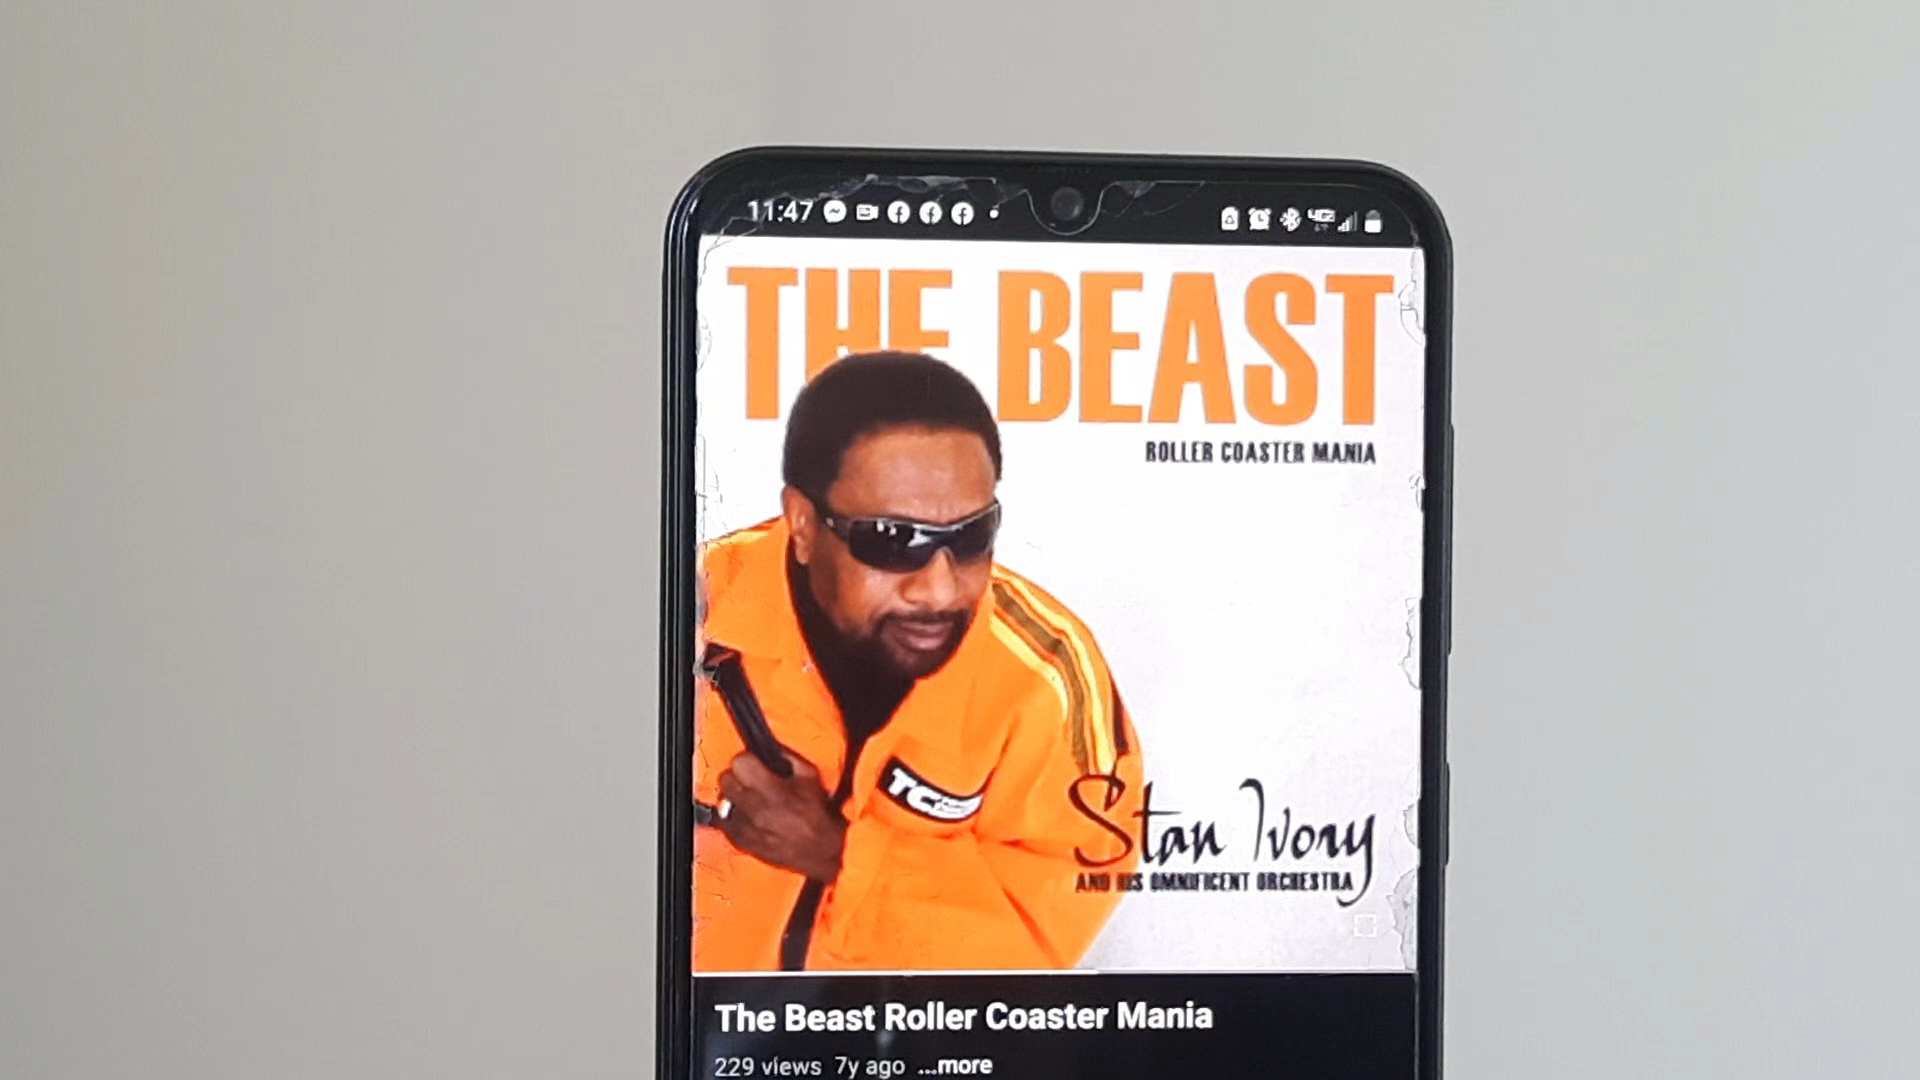 11:47
THE BEAST
ROLLER COASTER MANIA
TC
Stan Ivory
AND HIS OMNIFICENT ORCHESTRA
The Beast Roller Coaster Mania
229 views 7y ago ...more